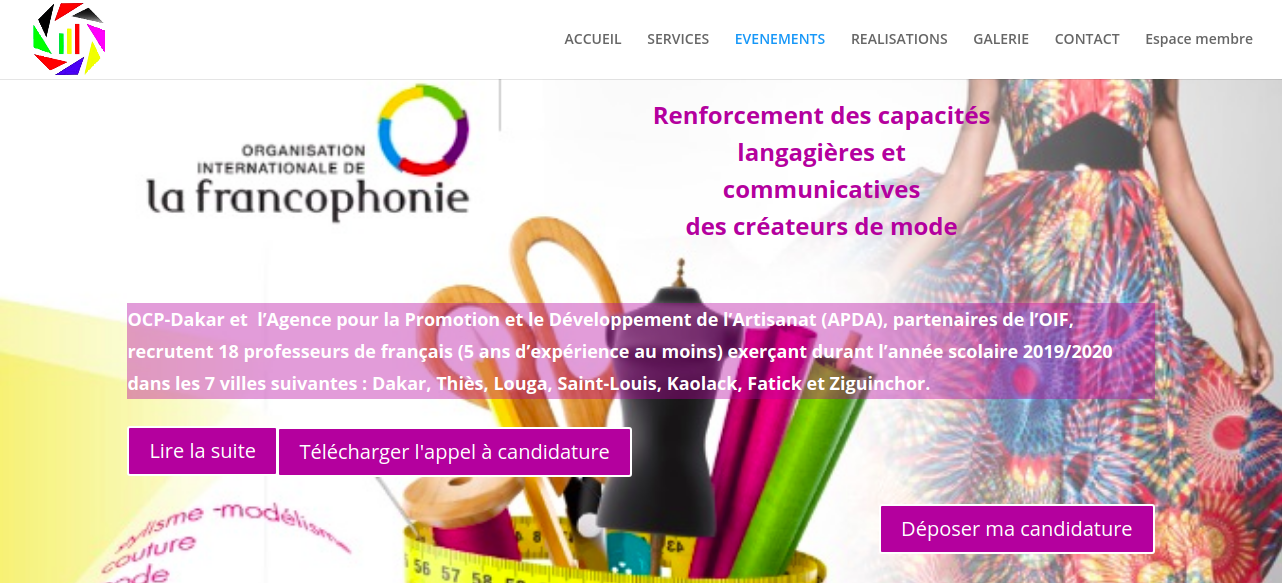 ACCUEIL SERVICES EVENEMENTS REALISATIONS GALERIE CONTACT Espace membre
ORGANISATION
INTERNATIONALE DE
la francophonie
Renforcement des capacités
langagières et
communicatives
des créateurs de mode
OCP-Dakar et l’Agence pour la Promotion et le Développement de l’Artisanat (APDA), partenaires de l’OIF,
recrutent 18 professeurs de français (5 ans d’expérience au moins) exerçant durant l’année scolaire 2019/2020
dans les 7 villes suivantes : Dakar, Thiès, Louga, Saint-Louis, Kaolack, Fatick et Ziguinchor.
Lire la suite
Télécharger l'appel à candidature
Déposer ma candidature
stylisme -modélisme
couture
mode
43
8
56 57 58